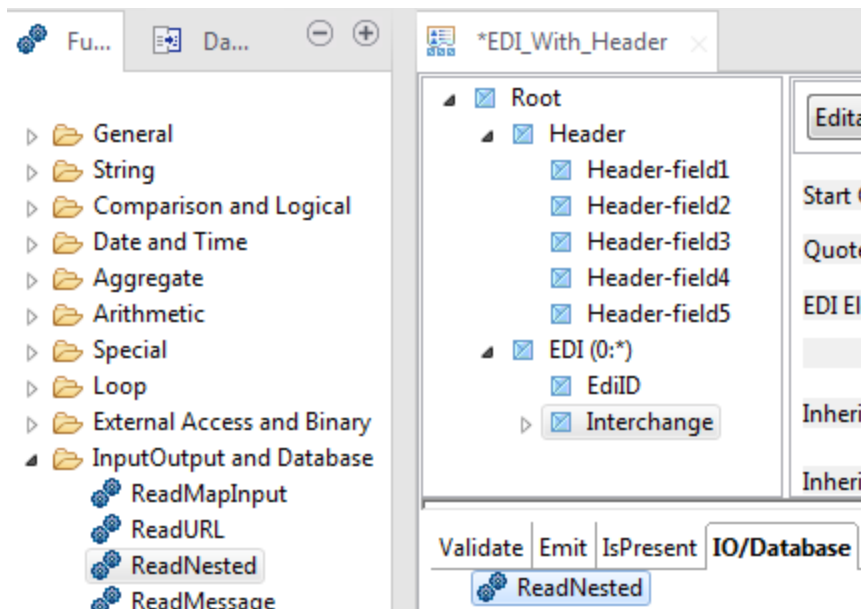 Fu...
Da...
General
String
Comparison and Logical
Date and Time
Aggregate
Arithmetic
Special
Loop
External Access and Binary
InputOutput and Database
ReadMapInput
ReadURL
ReadNested
ReadMessage
*EDI_With_Header
Root
Header
Header-field1
Header-field2
Header-field3
Header-field4
Header-field5
EDI (0:*)
EdiID
Interchange
Edita
Start
Quote
EDI El
Inheri
Inheri
Validate Emit IsPresent IO/Database
ReadNested